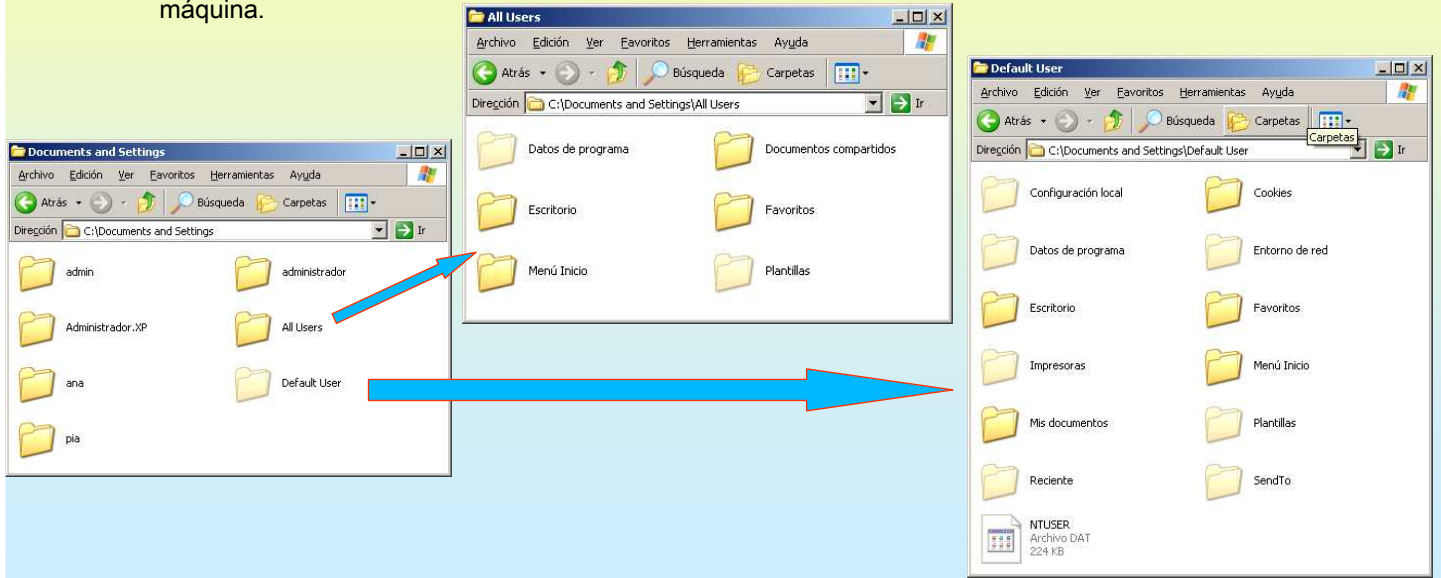 máquina.
Documents and Settings
Archivo Edición Ver Favoritos Herramientas Ayuda
Atrás Búsqueda Carpetas
Dirección C:\Documents and Settings Ir
admin administrador
Administrador.XP All Users
ana Default User
pia
All Users
Archivo Edición Ver Favoritos Herramientas Ayuda
Atrás Búsqueda Carpetas
Dirección C:\Documents and Settings\All Users Ir
Datos de programa Documentos compartidos
Escritorio Favoritos
Menú Inicio Plantillas
Default User
Archivo Edición Ver Favoritos Herramientas Ayuda
Atrás Búsqueda Carpetas
Carpetas
Dirección C:\Documents and Settings\Default User Ir
Configuración local Cookies
Datos de programa Entorno de red
Escritorio Favoritos
Impresoras Menú Inicio
Mis documentos Plantillas
Reciente SendTo
NTUSER
Archivo DAT
224 KB